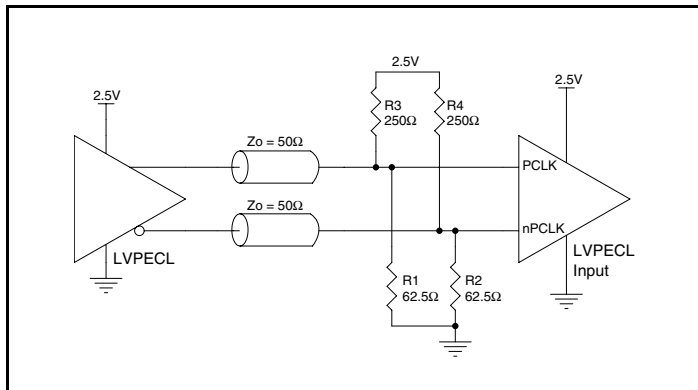 2.5V
2.5V
2.5V
R3
250Ω
R4
250Ω
Zo = 50Ω
PCLK
Zo = 50Ω
nPCLK
LVPECL
LVPECL
Input
R1
62.5Ω
R2
62.5Ω